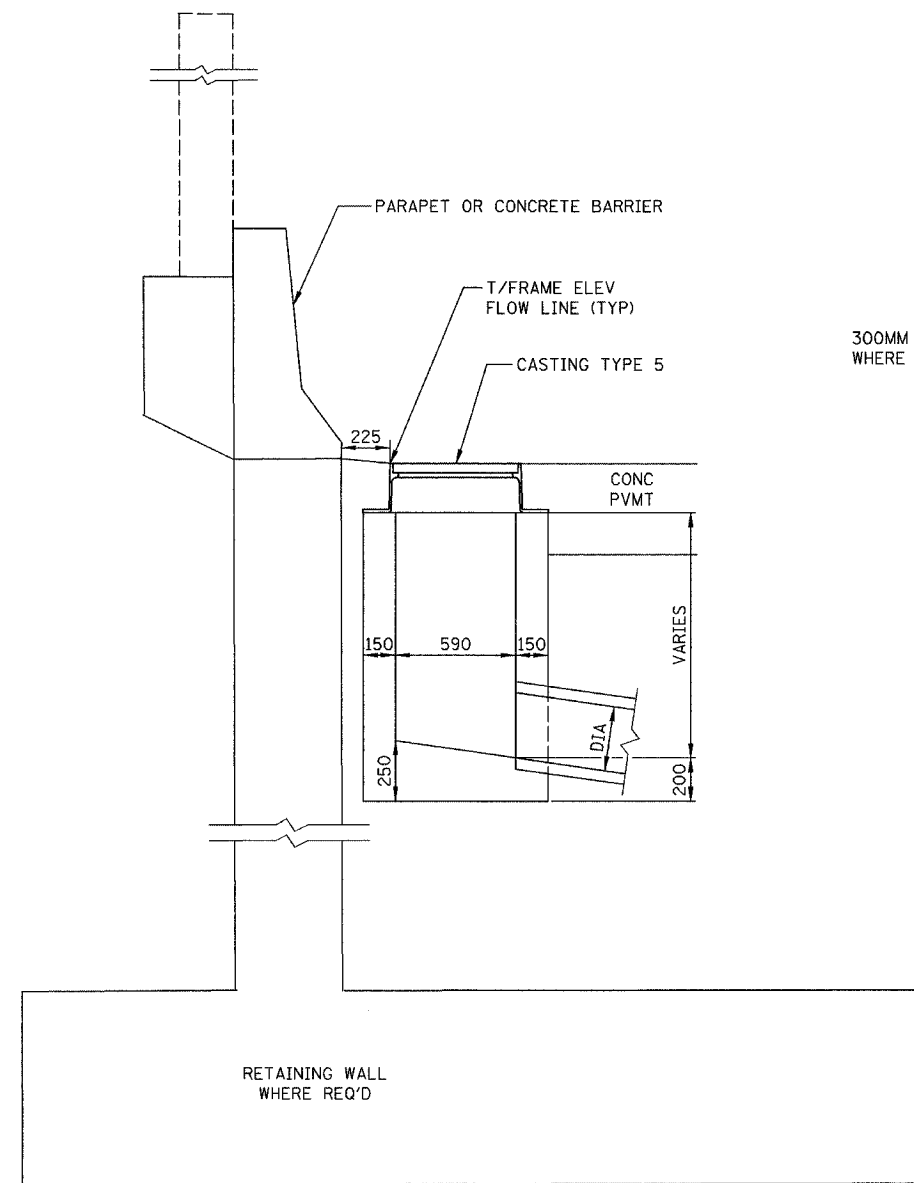 PARAPET OR CONCRETE BARRIER
T/FRAME ELEV
FLOW LINE (TYP)
300MM
WHERE
CASTING TYPE 5
225
CONC
PVMT
VARIES
150
590
150
DIA
250
200
RETAINING WALL
WHERE REQ'D